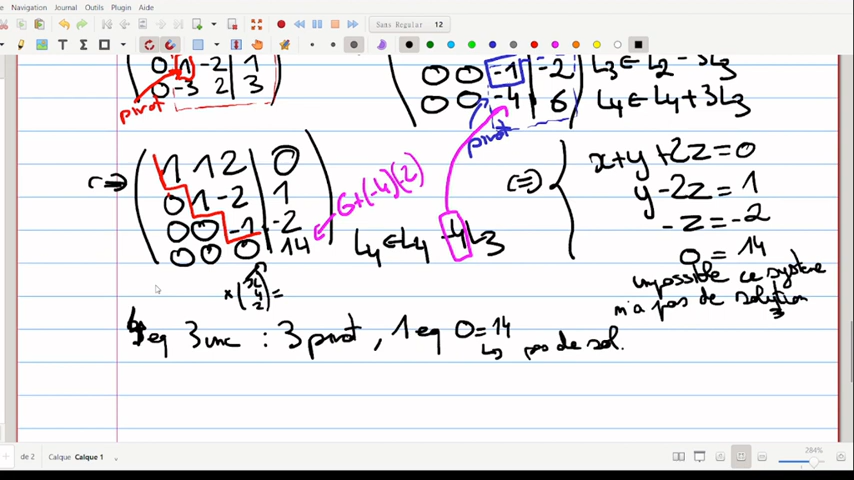 Navigation Journal Outils Plugin Aide
Sans Regular 12
0 1 -2 | 1
0 -3 2 | 3
pivot
0 0 -1 | -2
0 0 -4 | 6
pivot
L4 ← L4 + 3L3
1 1 2 | 0
0 1 -2 | 1
0 0 -1 | -2
0 0 0 | 14
6+(-4)(-2)
L4 ← L4 -4L3
⇔
x+y+2z=0
y-2z=1
-z=-2
0=14
impossible ce système
n'a pas de solution
eq 3 inc : 3 pivot, 1 eq 0=14
↳ pas de sol.
de 2 Calque Calque 1 284%